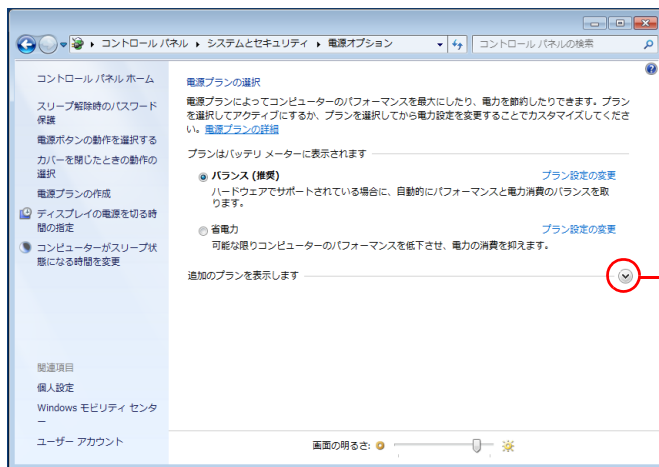 コントロール パネル ▸ システムとセキュリティ ▸ 電源オプション
コントロール パネルの検索
コントロール パネル ホーム
スリープ解除時のパスワード
保護
電源ボタンの動作を選択する
カバーを閉じたときの動作の
選択
電源プランの作成
ディスプレイの電源を切る時
間の指定
コンピューターがスリープ状
態になる時間を変更
関連項目
個人設定
Windows モビリティ センタ
ー
ユーザー アカウント
電源プランの選択
電源プランによってコンピューターのパフォーマンスを最大にしたり、電力を節約したりできます。プラン
を選択してアクティブにするか、プランを選択してから電力設定を変更することでカスタマイズしてくださ
い。電源プランの詳細
プランはバッテリ メーターに表示されます
バランス (推奨) プラン設定の変更
ハードウェアでサポートされている場合に、自動的にパフォーマンスと電力消費のバランスを取
ります。
省電力 プラン設定の変更
可能な限りコンピューターのパフォーマンスを低下させ、電力の消費を抑えます。
追加のプランを表示します
画面の明るさ: